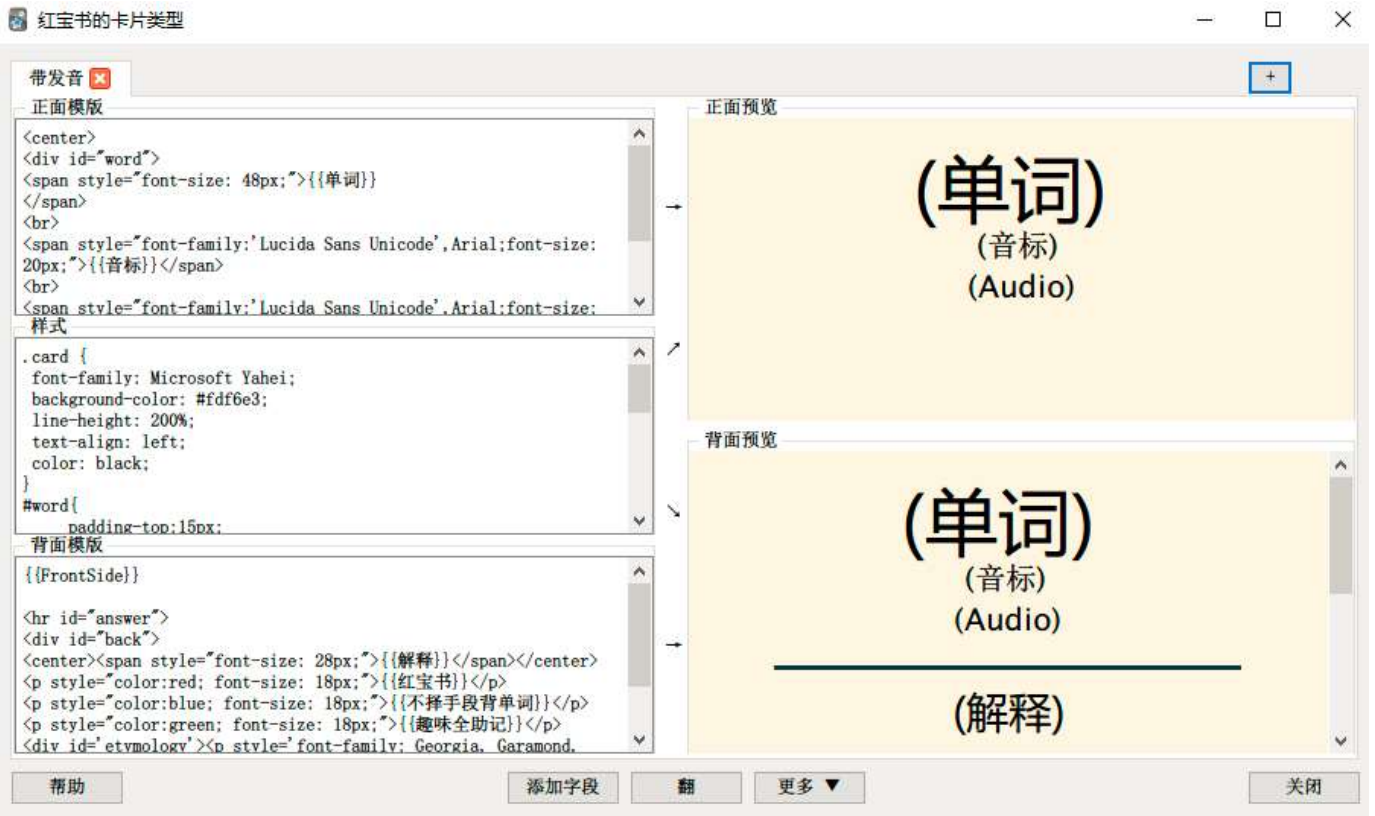 红宝书的卡片类型
带发音
+
正面模版
<center>
<div id="word">
<span style="font-size: 48px;">{{单词}}
</span>
<br>
<span style="font-family:'Lucida Sans Unicode',Arial;font-size:
20px;">{{音标}}</span>
<br>
<span style="font-family:'Lucida Sans Unicode',Arial;font-size:
样式
.card {
font-family: Microsoft Yahei;
background-color: #fdf6e3;
line-height: 200%;
text-align: left;
color: black;
}
#word{
padding-top:15px;
背面模版
{{FrontSide}}
<hr id="answer">
<div id="back">
<center><span style="font-size: 28px;">{{解释}}</span></center>
<p style="color:red; font-size: 18px;">{{红宝书}}</p>
<p style="color:blue; font-size: 18px;">{{不择手段背单词}}</p>
<p style="color:green; font-size: 18px;">{{趣味全助记}}</p>
<div id='etymology'><p style='font-family: Georgia, Garamond,
→
↗
↘
→
正面预览
(单词)
(音标)
(Audio)
背面预览
(单词)
(音标)
(Audio)
(解释)
帮助
添加字段
翻
更多 ▼
关闭